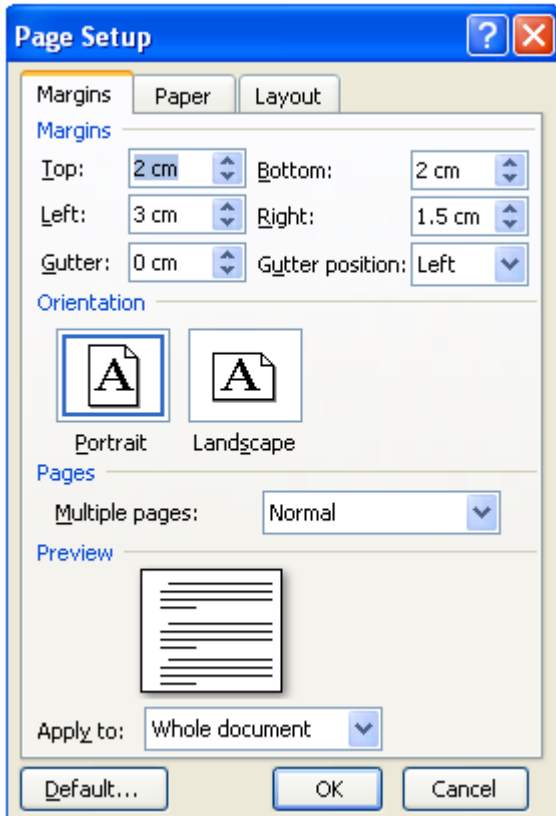 Page Setup
Margins Paper Layout
Margins
Top: 2 cm Bottom: 2 cm
Left: 3 cm Right: 1.5 cm
Gutter: 0 cm Gutter position: Left
Orientation
A A
Portrait Landscape
Pages
Multiple pages: Normal
Preview
Apply to: Whole document
Default... OK Cancel